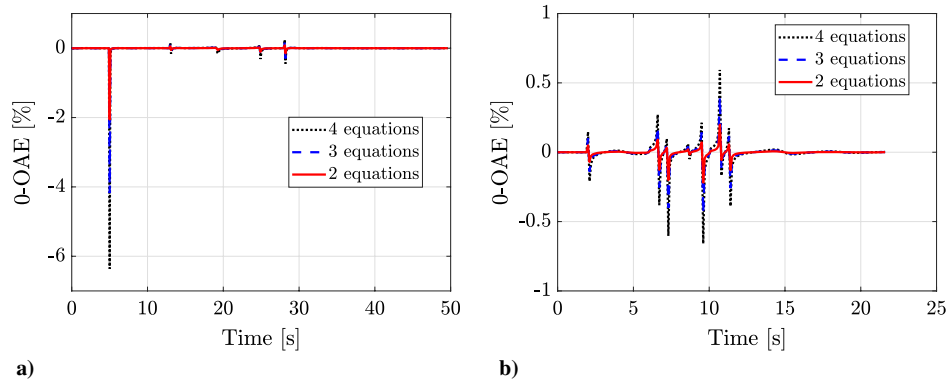 0
-2
-4
-6
0-OAE [%]
4 equations
3 equations
2 equations
0
10
20
30
40
50
Time [s]
a)
1
0.5
0
-0.5
-1
0-OAE [%]
4 equations
3 equations
2 equations
0
5
10
15
20
25
Time [s]
b)